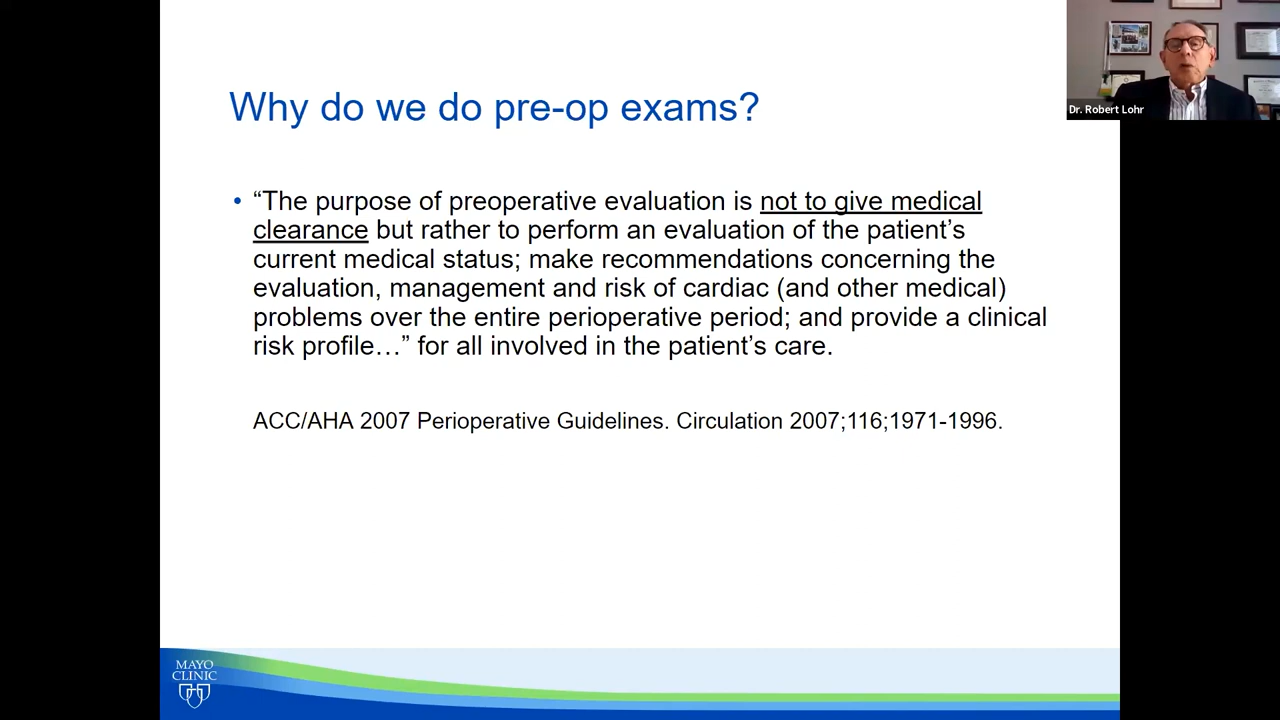 Why do we do pre-op exams?
Dr. Robert Lohr
• “The purpose of preoperative evaluation is not to give medical
clearance but rather to perform an evaluation of the patient’s
current medical status; make recommendations concerning the
evaluation, management and risk of cardiac (and other medical)
problems over the entire perioperative period; and provide a clinical
risk profile…” for all involved in the patient’s care.
ACC/AHA 2007 Perioperative Guidelines. Circulation 2007;116;1971-1996.
MAYO
CLINIC